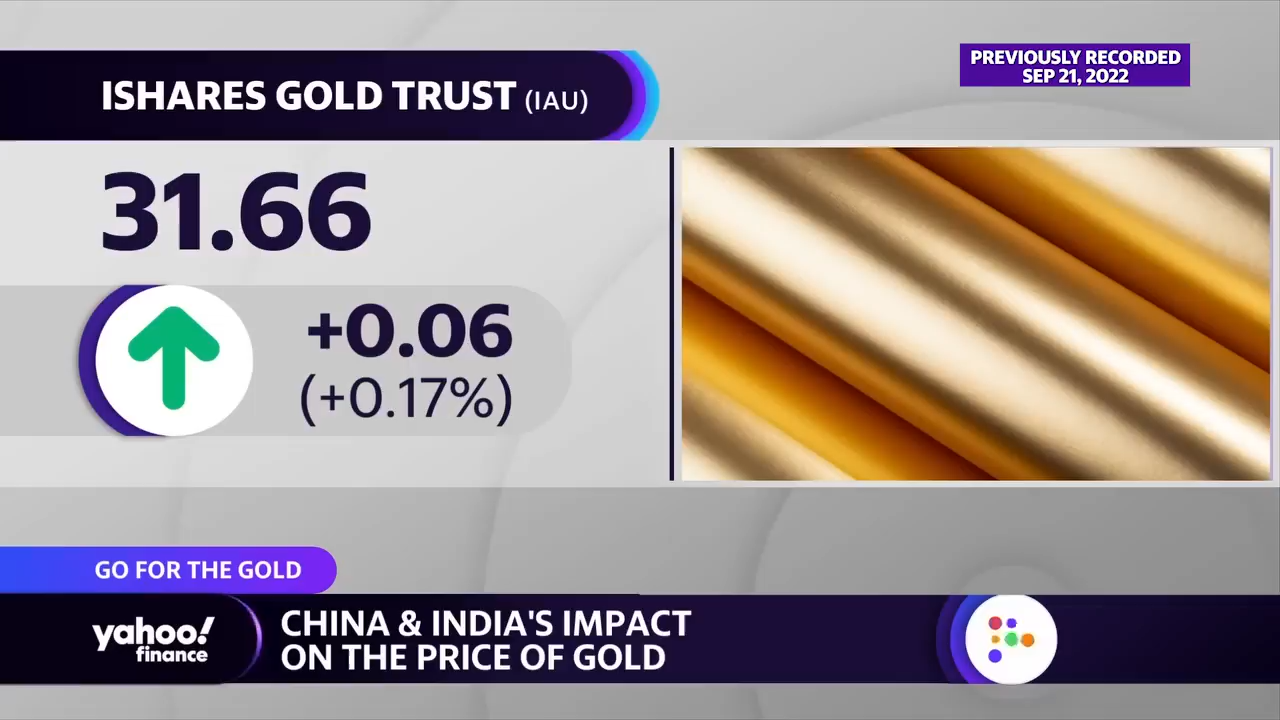 PREVIOUSLY RECORDED
SEP 21, 2022
ISHARES GOLD TRUST (IAU)
31.66
+0.06
(+0.17%)
GO FOR THE GOLD
yahoo!
finance
CHINA & INDIA'S IMPACT
ON THE PRICE OF GOLD